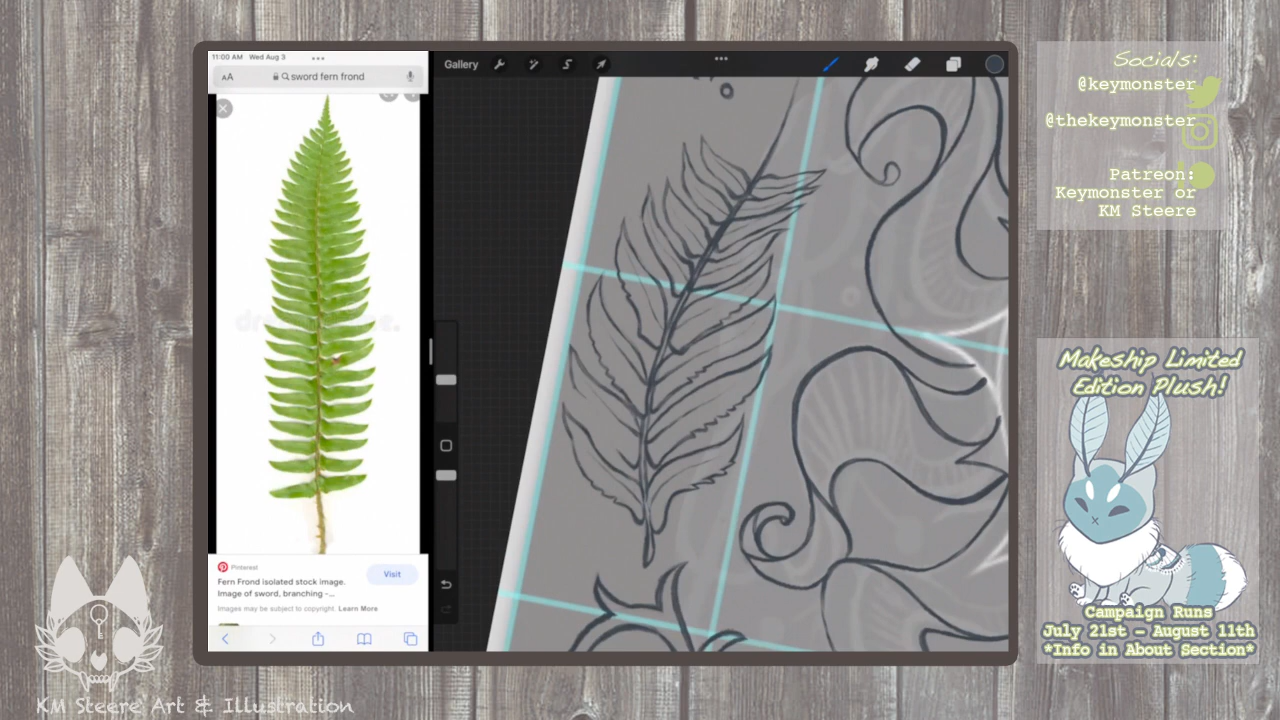 11:00 AM Wed Aug 3
AA sword fern frond
Gallery
Pinterest
Fern Frond isolated stock image.
Image of sword, branching -...
Visit
Images may be subject to copyright. Learn More
Socials:
@keymonster
@thekeymonster
Patreon:
Keymonster or
KM Steere
Makeship Limited
Edition Plush!
Campaign Runs
July 21st - August 11th
*Info in About Section*
KM Steere Art & Illustration